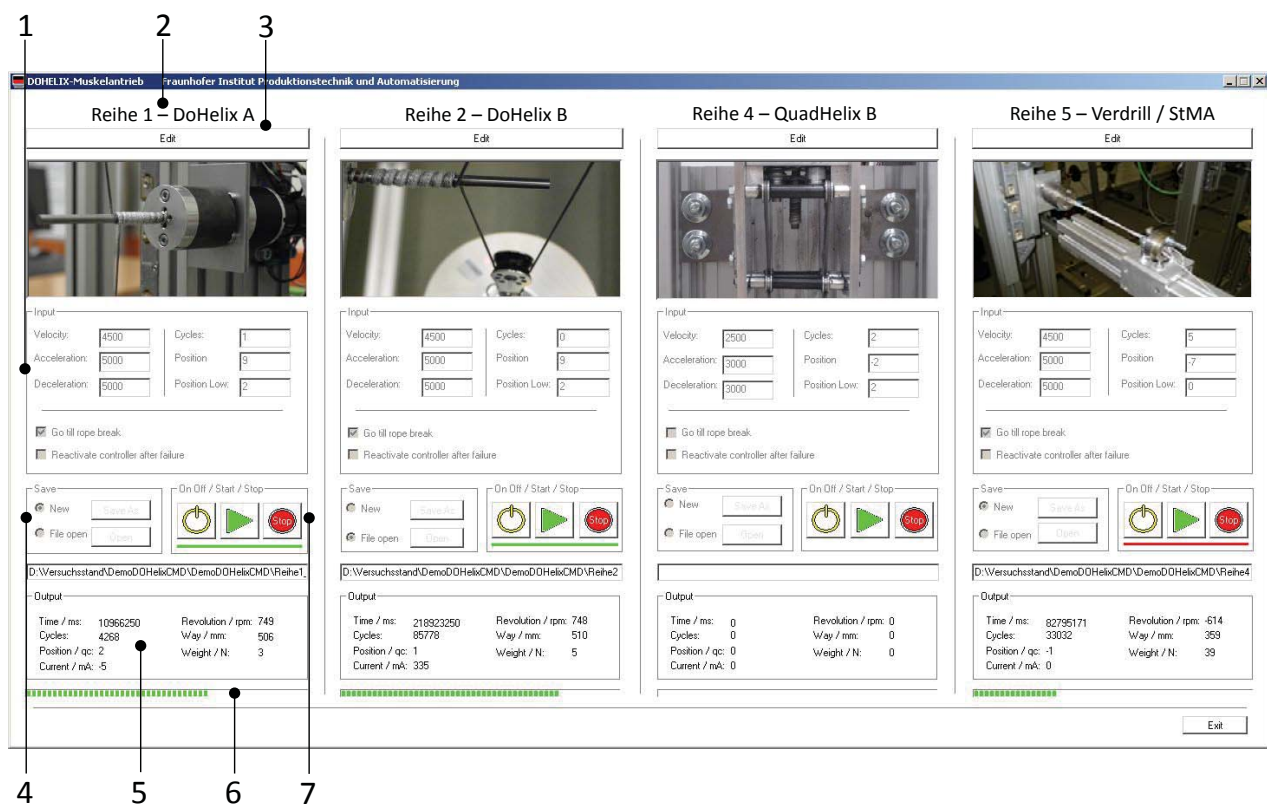 1
2
3
DOHELIX-Muskelantrieb Fraunhofer Institut Produktionstechnik und Automatisierung
Reihe 1 – DoHelix A
Edit
Input
Velocity: 4500
Cycles: 1
Acceleration: 5000
Position 9
Deceleration: 5000
Position Low: 2
Go till rope break
Reactivate controller after failure
Save
New
Save As
File open
Open
On Off / Start / Stop
Stop
D:\Versuchsstand\DemoDOHelixCMD\DemoDOHelixCMD\Reihe1_
Output
Time / ms: 10966250
Revolution / rpm: 749
Cycles: 4268
Way / mm: 506
Position / qc: 2
Weight / N: 3
Current / mA: -5
Reihe 2 – DoHelix B
Edit
Input
Velocity: 4500
Cycles: 0
Acceleration: 5000
Position 9
Deceleration: 5000
Position Low: 2
Go till rope break
Reactivate controller after failure
Save
New
Save As
File open
Open
On Off / Start / Stop
Stop
D:\Versuchsstand\DemoDOHelixCMD\DemoDOHelixCMD\Reihe2
Output
Time / ms: 218923250
Revolution / rpm: 748
Cycles: 85778
Way / mm: 510
Position / qc: 1
Weight / N: 5
Current / mA: 335
Reihe 4 – QuadHelix B
Edit
Input
Velocity: 2500
Cycles: 2
Acceleration: 3000
Position -2
Deceleration: 3000
Position Low: 2
Go till rope break
Reactivate controller after failure
Save
New
Save As
File open
Open
On Off / Start / Stop
Stop
Output
Time / ms: 0
Revolution / rpm: 0
Cycles: 0
Way / mm: 0
Position / qc: 0
Weight / N: 0
Current / mA: 0
Reihe 5 – Verdrill / StMA
Edit
Input
Velocity: 4500
Cycles: 5
Acceleration: 5000
Position -7
Deceleration: 5000
Position Low: 0
Go till rope break
Reactivate controller after failure
Save
New
Save As
File open
Open
On Off / Start / Stop
Stop
D:\Versuchsstand\DemoDOHelixCMD\DemoDOHelixCMD\Reihe4
Output
Time / ms: 82795171
Revolution / rpm: -614
Cycles: 33032
Way / mm: 359
Position / qc: -1
Weight / N: 39
Current / mA: 0
Exit
4
5
6
7